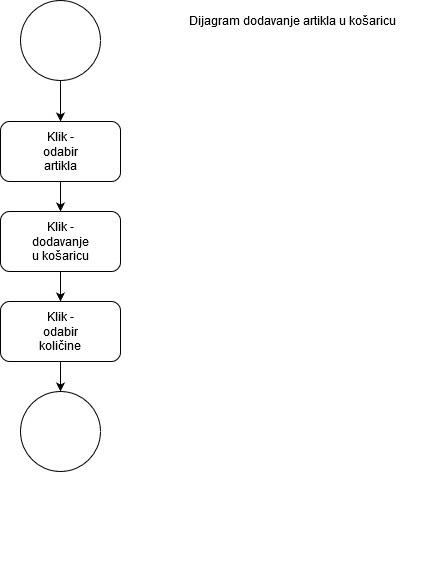 Dijagram dodavanje artikla u košaricu
Klik -
odabir
artikla
Klik -
dodavanje
u košaricu
Klik -
odabir
količine